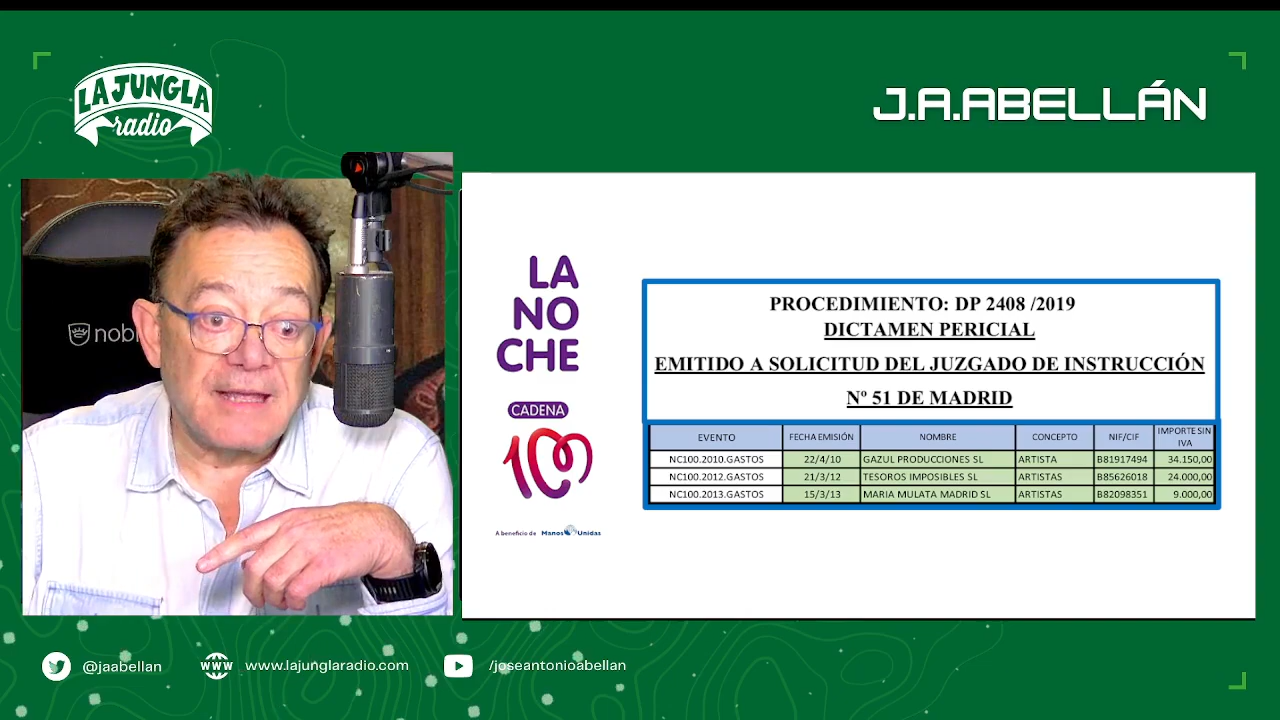 LA JUNGLA
radio
J.A.ABELLÁN
LA
NO
CHE
CADENA
100
A beneficio de Manos Unidas
PROCEDIMIENTO: DP 2408 /2019
DICTAMEN PERICIAL
EMITIDO A SOLICITUD DEL JUZGADO DE INSTRUCCIÓN
Nº 51 DE MADRID
EVENTO FECHA EMISIÓN NOMBRE CONCEPTO NIF/CIF IMPORTE SIN IVA
NC100.2010.GASTOS 22/4/10 GAZUL PRODUCCIONES SL ARTISTA B81917494 34.150,00
NC100.2012.GASTOS 21/3/12 TESOROS IMPOSIBLES SL ARTISTAS B85626018 24.000,00
NC100.2013.GASTOS 15/3/13 MARIA MULATA MADRID SL ARTISTAS B82098351 9.000,00
@jaabellan www www.lajunglaradio.com /joseantonioabellan